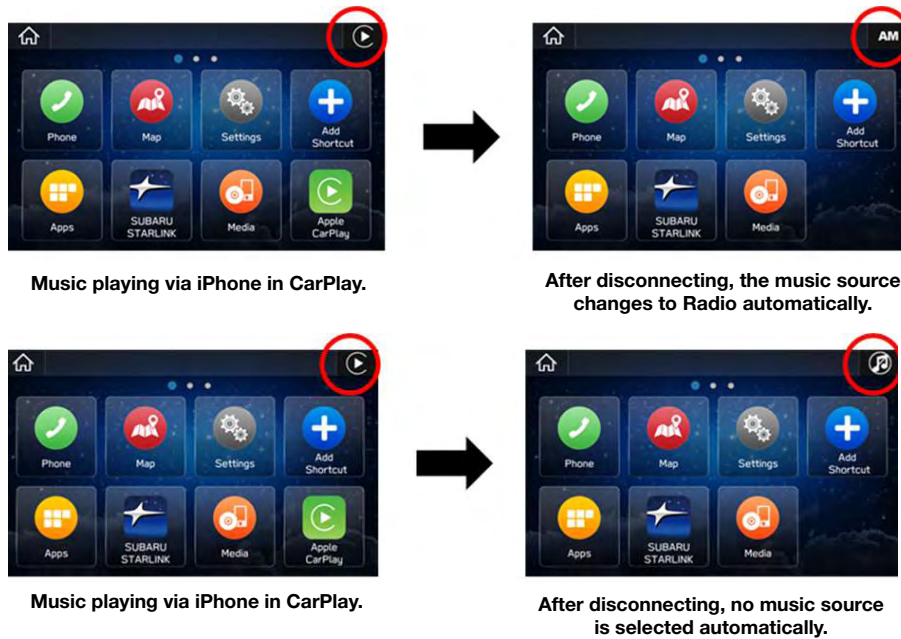 AM
Phone
Map
Settings
Add
Shortcut
Phone
Map
Settings
Add
Shortcut
Apps
SUBARU
STARLINK
Media
Apple
CarPlay
Apps
SUBARU
STARLINK
Media
Music playing via iPhone in CarPlay.
After disconnecting, the music source
changes to Radio automatically.
Phone
Map
Settings
Add
Shortcut
Phone
Map
Settings
Add
Shortcut
Apps
SUBARU
STARLINK
Media
Apple
CarPlay
Apps
SUBARU
STARLINK
Media
Music playing via iPhone in CarPlay.
After disconnecting, no music source
is selected automatically.